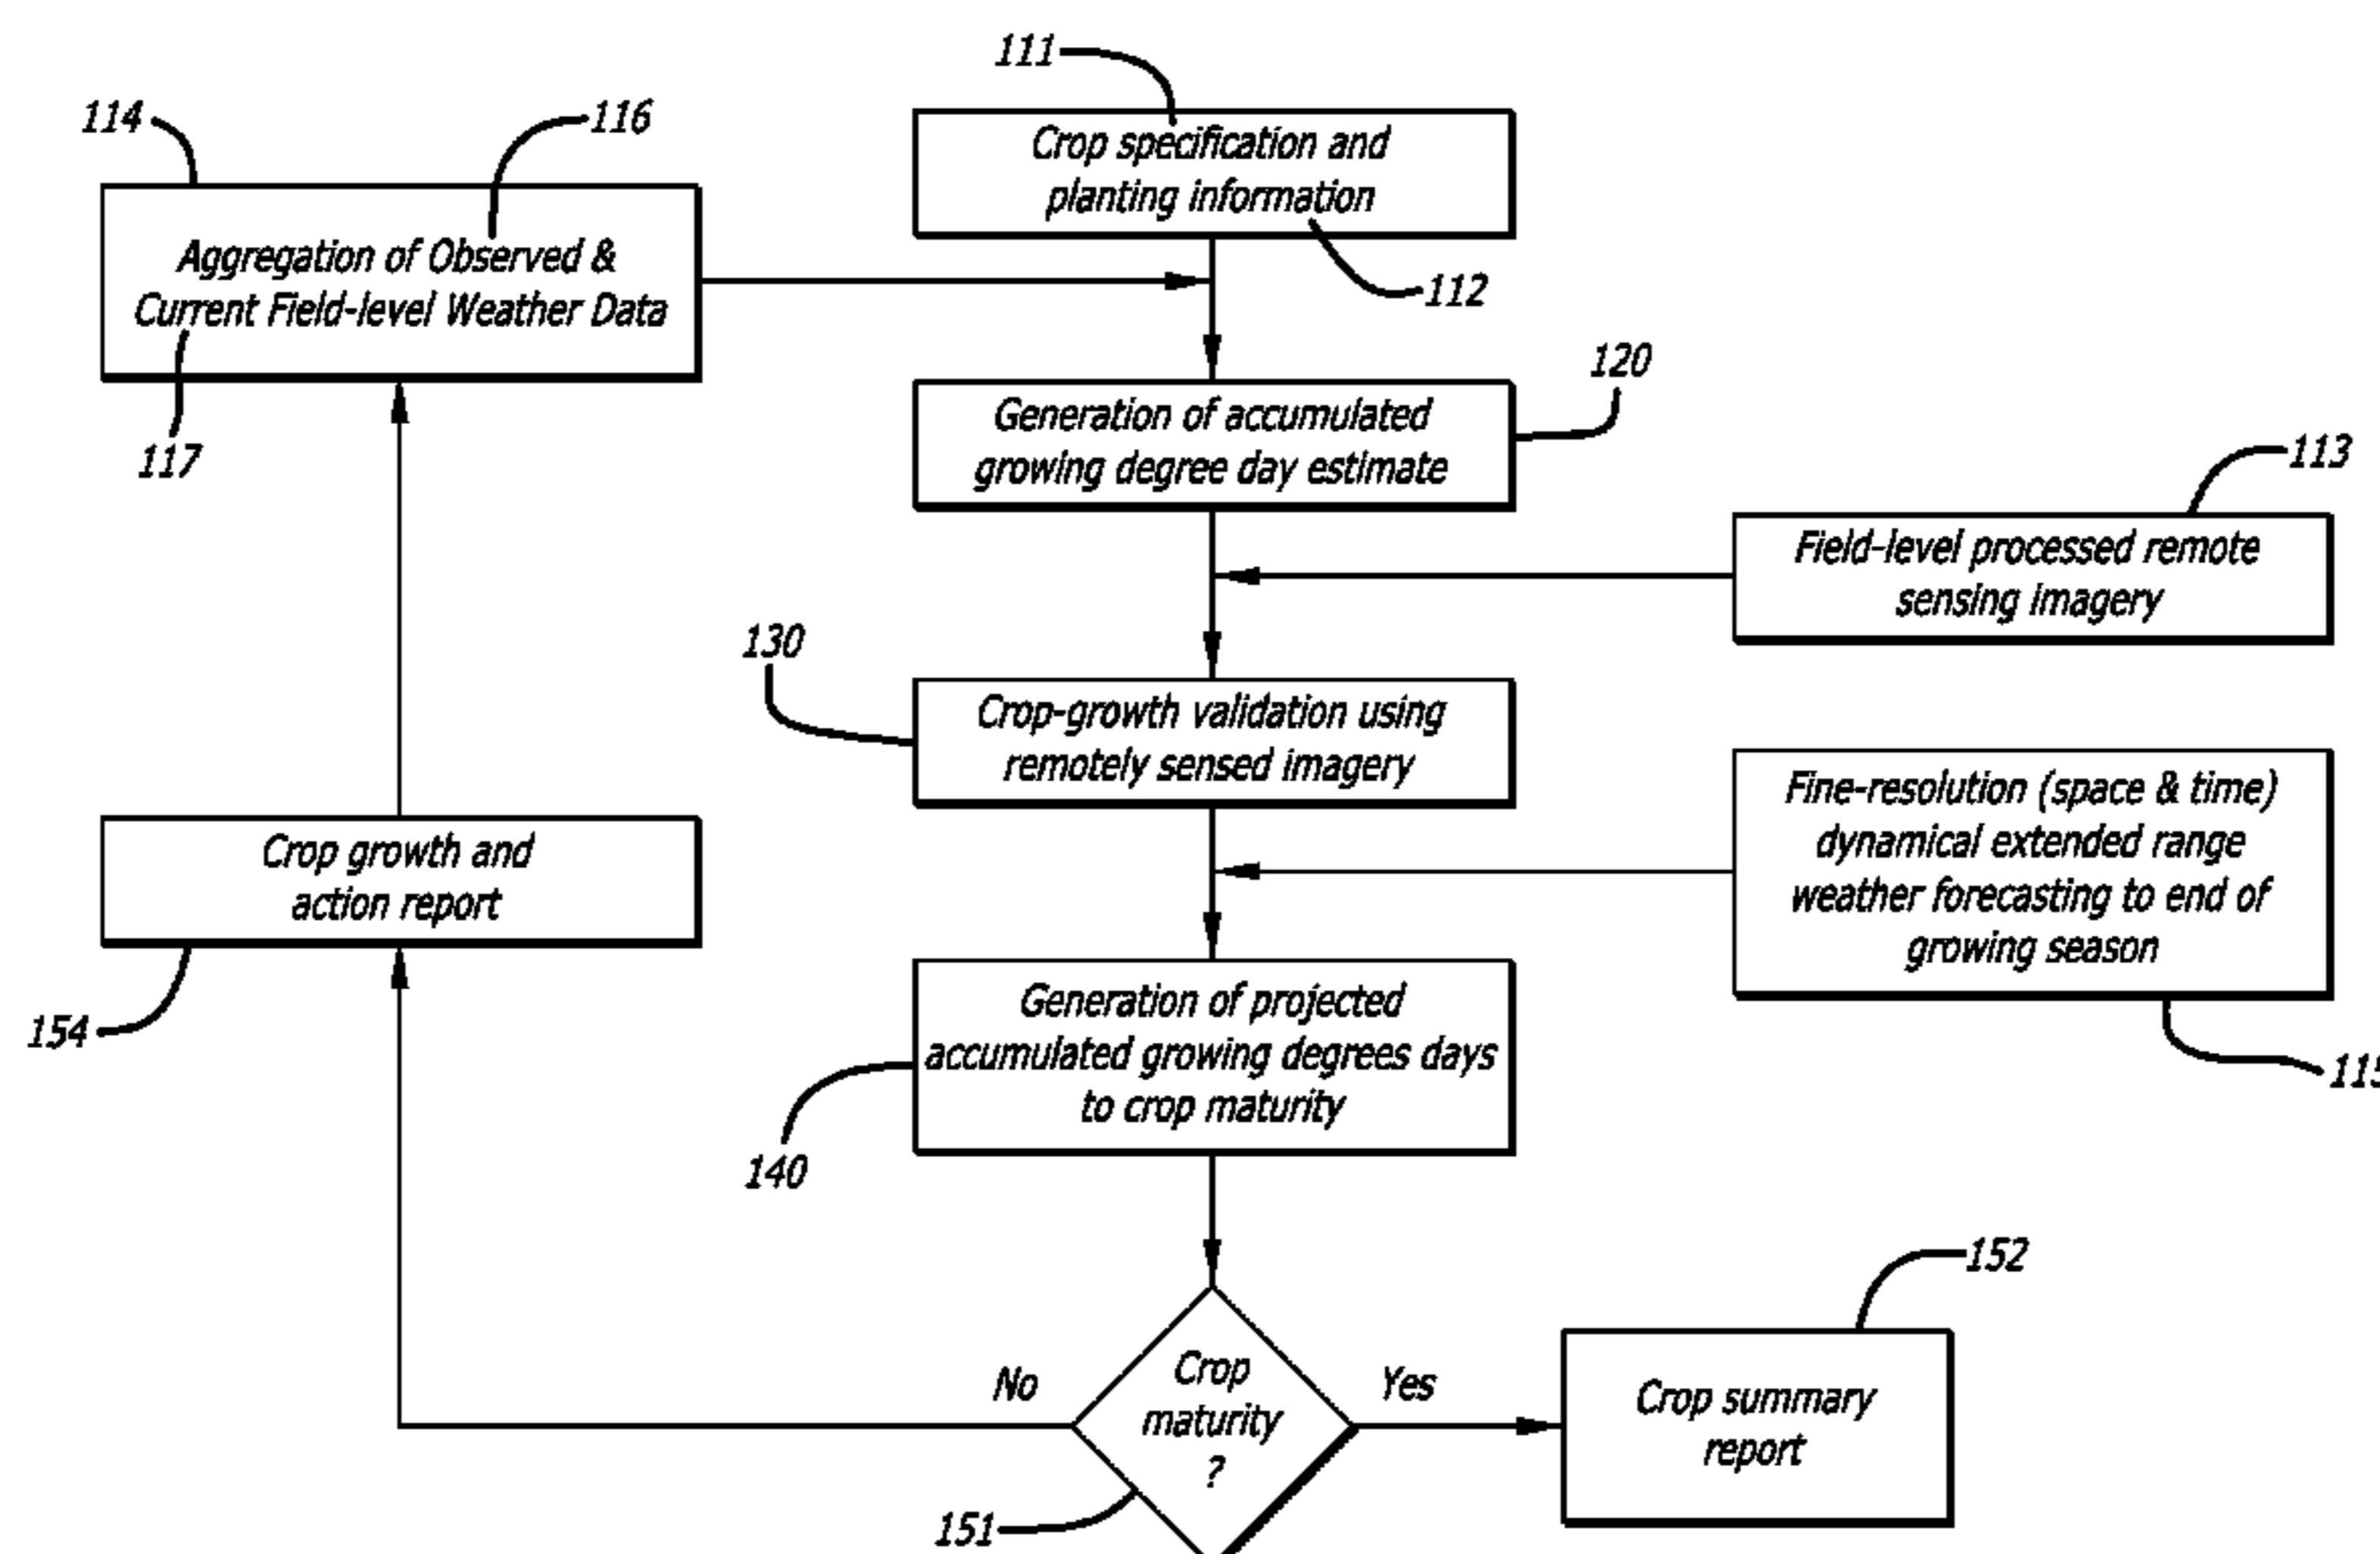 111
114
116
Crop specification and
planting information
112
Aggregation of Observed &
Current Field-level Weather Data
117
120
Generation of accumulated
growing degree day estimate
113
Field-level processed remote
sensing imagery
130
Crop-growth validation using
remotely sensed imagery
Fine-resolution (space & time)
dynamical extended range
weather forecasting to end of
growing season
115
Crop growth and
action report
154
Generation of projected
accumulated growing degrees days
to crop maturity
140
152
No
Crop
maturity
?
Yes
Crop summary
report
151